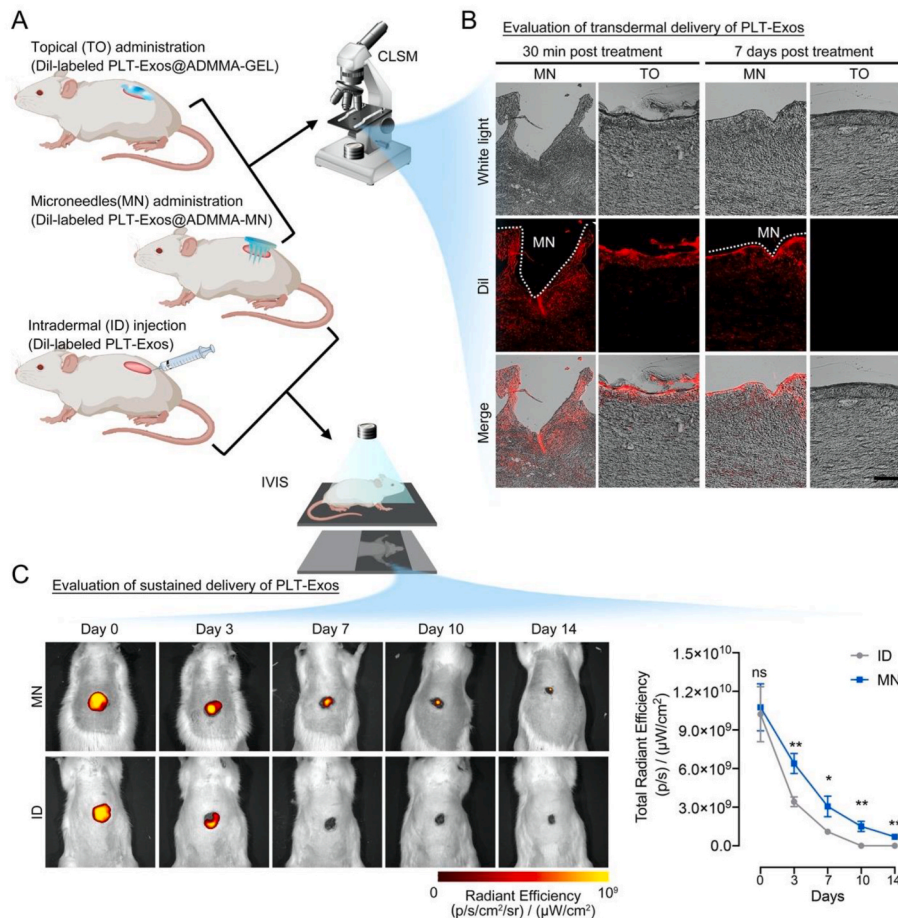 A
Topical (TO) administration
(Dil-labeled PLT-Exos@ADMMA-GEL)
CLSM
Microneedles(MN) administration
(Dil-labeled PLT-Exos@ADMMA-MN)
Intradermal (ID) injection
(Dil-labeled PLT-Exos)
IVIS
B
Evaluation of transdermal delivery of PLT-Exos
30 min post treatment 7 days post treatment
MN TO MN TO
White light
Dil
MN MN
Merge
C
Evaluation of sustained delivery of PLT-Exos
Day 0 Day 3 Day 7 Day 10 Day 14
MN
ID
0 10⁹
Radiant Efficiency
(p/s/cm²/sr) / (μW/cm²)
Total Radiant Efficiency
(p/s) / (μW/cm²)
1.5×10¹⁰
1.2×10¹⁰
9.0×10⁹
6.0×10⁹
3.0×10⁹
0.0
ns
**
*
**
**
ID
MN
0 3 7 10 14
Days